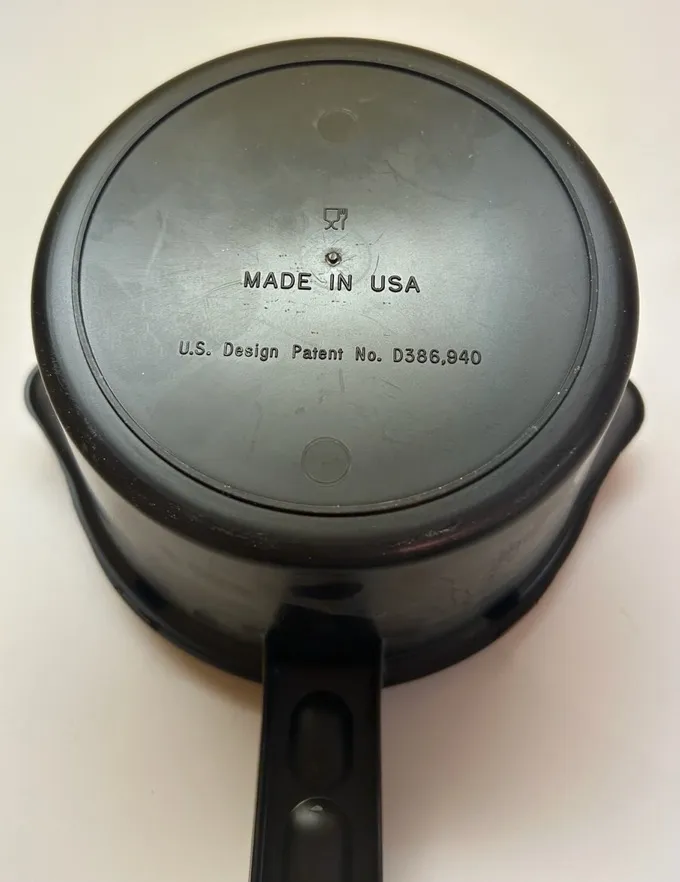 MADE IN USA
U.S. Design Patent No. D386,940